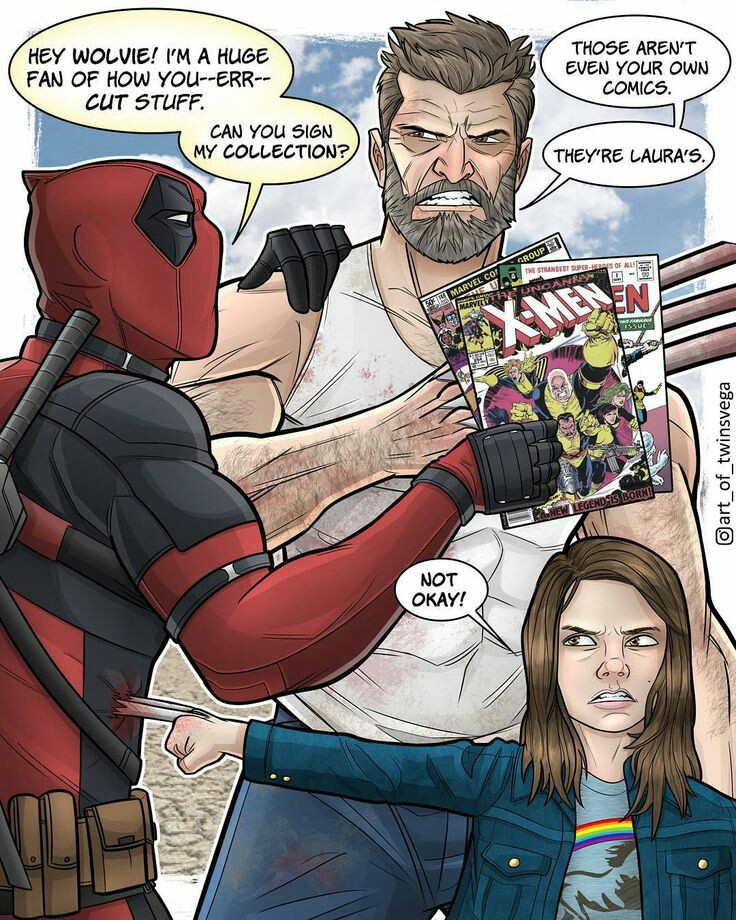 HEY WOLVIE! I'M A HUGE
FAN OF HOW YOU--ERR--
CUT STUFF.
CAN YOU SIGN
MY COLLECTION?
THOSE AREN'T
EVEN YOUR OWN
COMICS.
THEY'RE LAURA'S.
MARVEL CO
GROUP
THE STRANGEST SUPER-HEROES OF ALL!
THE UNCANNY
X-MEN
EN
ISSUE
A NEW LEGEND IS BORN!
NOT
OKAY!
@art_of_twinsvega